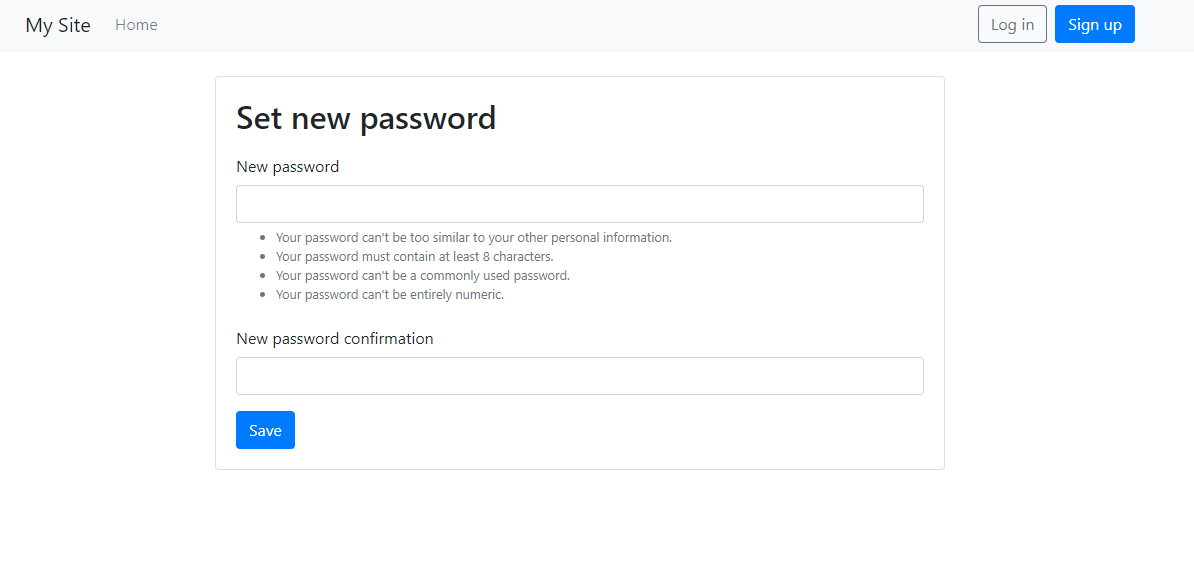 My Site Home Log in Sign up
Set new password
New password
Your password can't be too similar to your other personal information.
Your password must contain at least 8 characters.
Your password can't be a commonly used password.
Your password can't be entirely numeric.
New password confirmation
Save